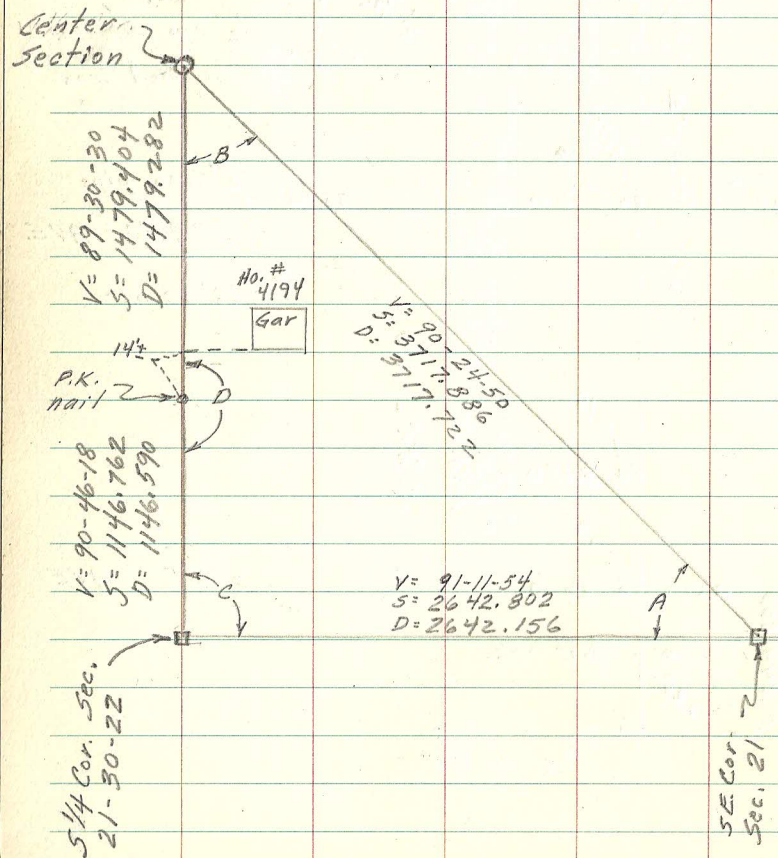 Center
Section
B
V= 89-30-30
S= 1479.404
D= 1479.282
Ho. #
4194
Gar
14'±
P.K.
nail
D
V= 90-24-50
S= 3717.886
D= 3717.727
V= 90-46-18
S= 1146.762
D= 1146.590
C
V= 91-11-54
S= 2642.802
D= 2642.156
A
S 1/4 Cor. Sec.
21-30-22
S.E. Cor
Sec. 21